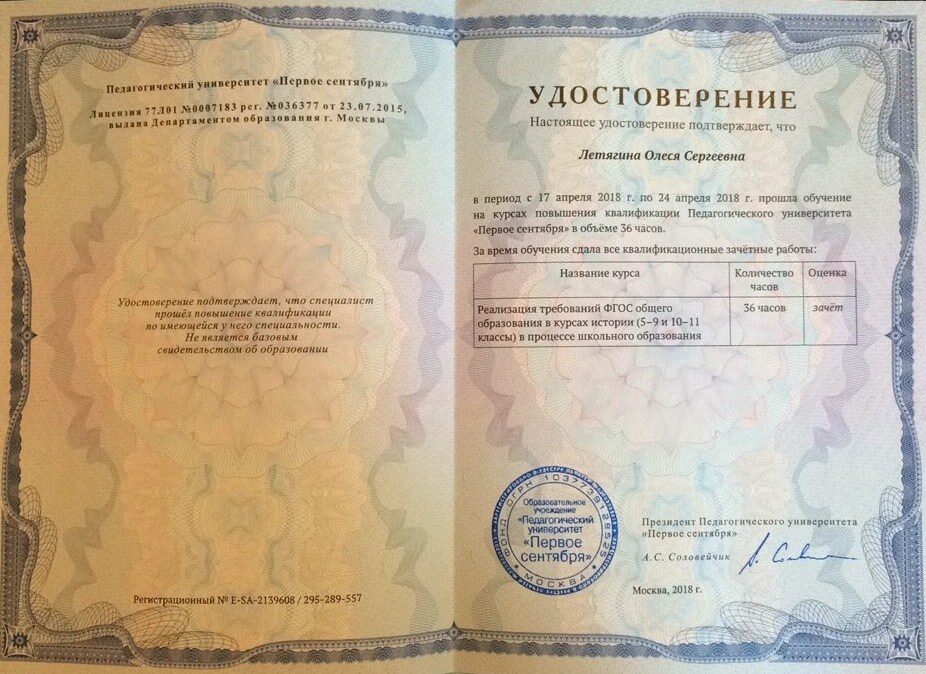 Педагогический университет «Первое сентября»
Лицензия 77Л01 №0007183 рег. №036377 от 23.07.2015,
выдана Департаментом образования г. Москвы
Удостоверение подтверждает, что специалист
прошёл повышение квалификации
по имеющейся у него специальности.
Не является базовым
свидетельством об образовании
Регистрационный № E-SA-2139608 / 295-289-557
УДОСТОВЕРЕНИЕ
Настоящее удостоверение подтверждает, что
Летягина Олеся Сергеевна
в период с 17 апреля 2018 г. по 24 апреля 2018 г. прошла обучение
на курсах повышения квалификации Педагогического университета
«Первое сентября» в объёме 36 часов.
За время обучения сдала все квалификационные зачётные работы:
Название курса
Количество
часов
Оценка
Реализация требований ФГОС общего
образования в курсах истории (5–9 и 10–11
классы) в процессе школьного образования
36 часов
зачёт
ФОНД ОГРН 1037739128525
Образовательное
учреждение
«Педагогический
университет
«Первое
сентября»
* МОСКВА *
Президент Педагогического университета
«Первое сентября»
А.С. Соловейчик
Москва, 2018 г.